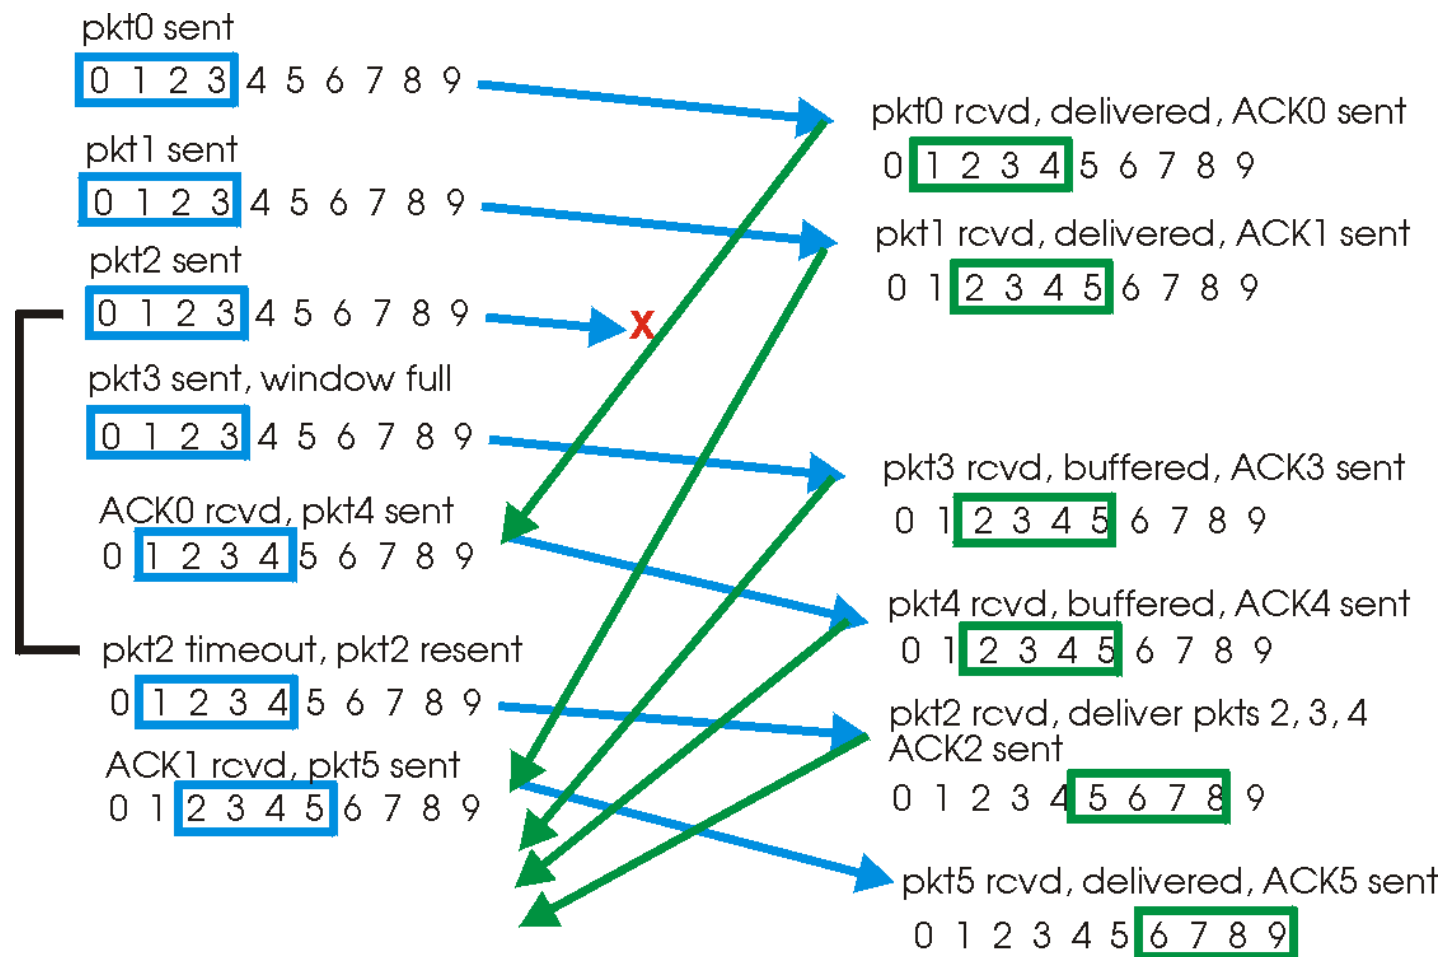 pkt0 sent
0 1 2 3 4 5 6 7 8 9
pkt1 sent
0 1 2 3 4 5 6 7 8 9
pkt2 sent
0 1 2 3 4 5 6 7 8 9
X
pkt3 sent, window full
0 1 2 3 4 5 6 7 8 9
ACK0 rcvd, pkt4 sent
0 1 2 3 4 5 6 7 8 9
pkt2 timeout, pkt2 resent
0 1 2 3 4 5 6 7 8 9
ACK1 rcvd, pkt5 sent
0 1 2 3 4 5 6 7 8 9
pkt0 rcvd, delivered, ACK0 sent
0 1 2 3 4 5 6 7 8 9
pkt1 rcvd, delivered, ACK1 sent
0 1 2 3 4 5 6 7 8 9
pkt3 rcvd, buffered, ACK3 sent
0 1 2 3 4 5 6 7 8 9
pkt4 rcvd, buffered, ACK4 sent
0 1 2 3 4 5 6 7 8 9
pkt2 rcvd, deliver pkts 2, 3, 4
ACK2 sent
0 1 2 3 4 5 6 7 8 9
pkt5 rcvd, delivered, ACK5 sent
0 1 2 3 4 5 6 7 8 9